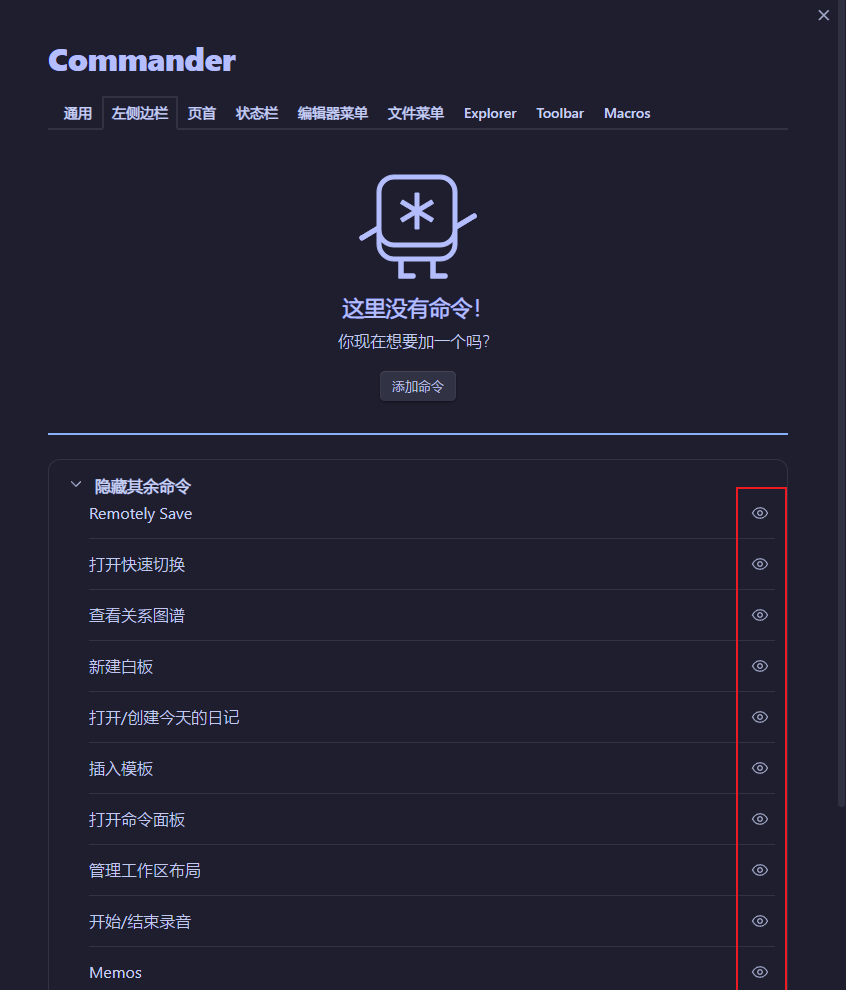 Commander
通用 左侧边栏 页首 状态栏 编辑器菜单 文件菜单 Explorer Toolbar Macros
这里没有命令！
你现在想要加一个吗？
添加命令
隐藏其余命令
Remotely Save
打开快速切换
查看关系图谱
新建白板
打开/创建今天的日记
插入模板
打开命令面板
管理工作区布局
开始/结束录音
Memos